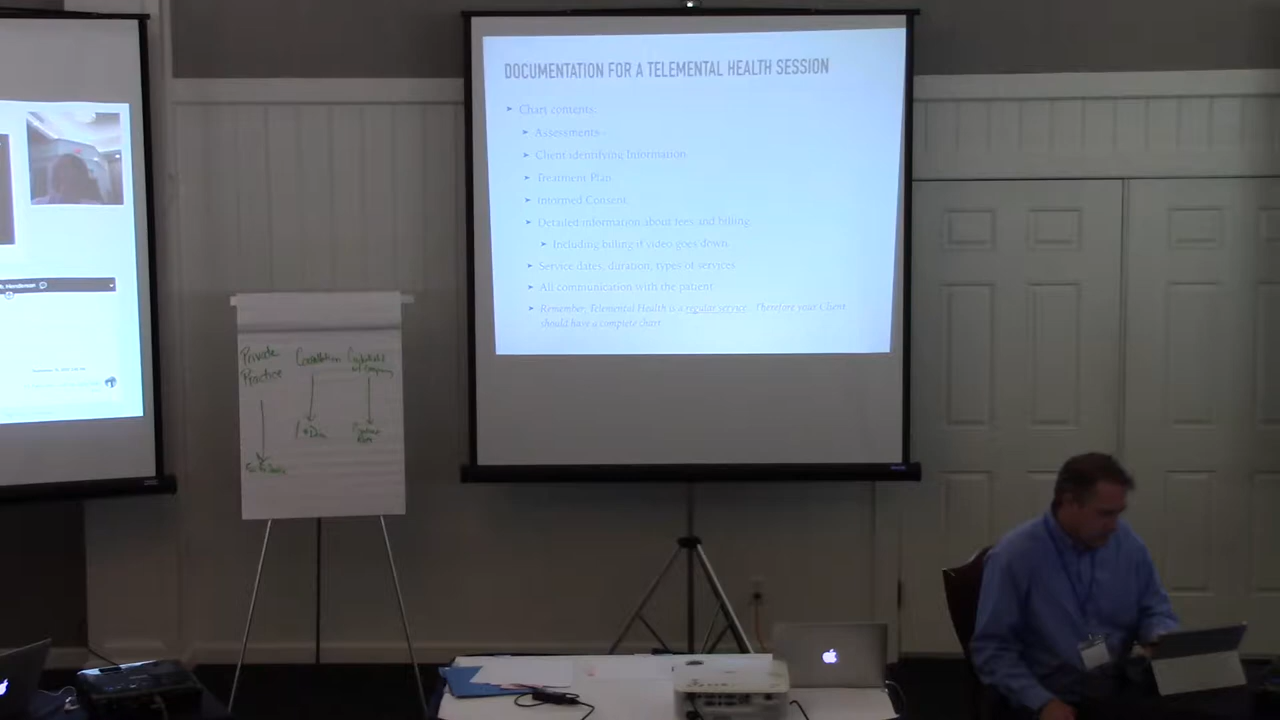 DOCUMENTATION FOR A TELEMENTAL HEALTH SESSION
Chart contents:
Assessments -
Client identifying Information
Treatment Plan
Informed Consent
Detailed information about fees and billing.
Including billing if video goes down.
Service dates, duration, types of services
All communication with the patient
Remember, Telemental Health is a regular service. Therefore your Client
should have a complete chart.
Henderson
Private
Practice